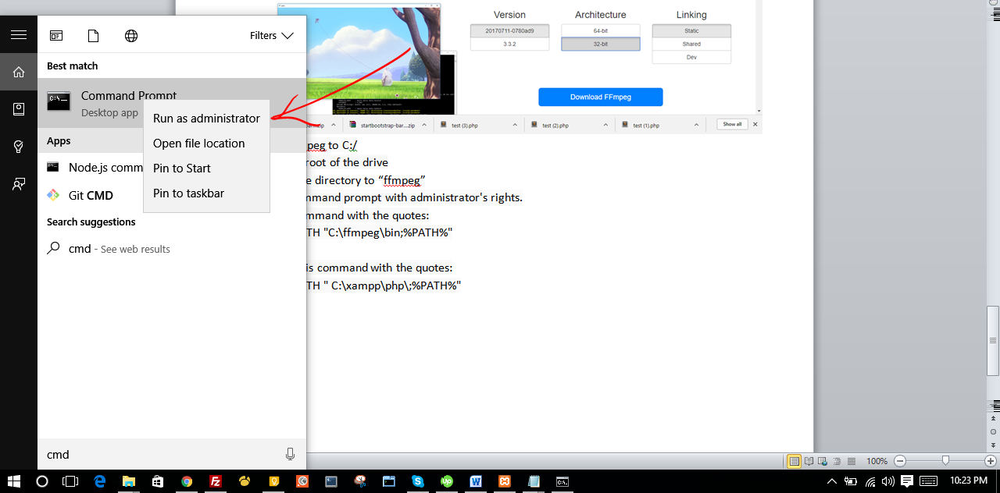 Filters
Best match
Command Prompt
Desktop app
Run as administrator
Open file location
Pin to Start
Pin to taskbar
Apps
Node.js comm
Git CMD
Search suggestions
cmd - See web results
cmd
Version
Architecture
Linking
20170711-0780ad9
64-bit
Static
3.3.2
32-bit
Shared
Dev
Download FFmpeg
startbootstrap-bar....zip
test (3).php
test (2).php
test (1).php
Show all
peg to C:/
root of the drive
e directory to “ffmpeg”
mmand prompt with administrator's rights.
mmand with the quotes:
TH "C:\ffmpeg\bin;%PATH%"
is command with the quotes:
TH " C:\xampp\php\;%PATH%"
100%
10:23 PM